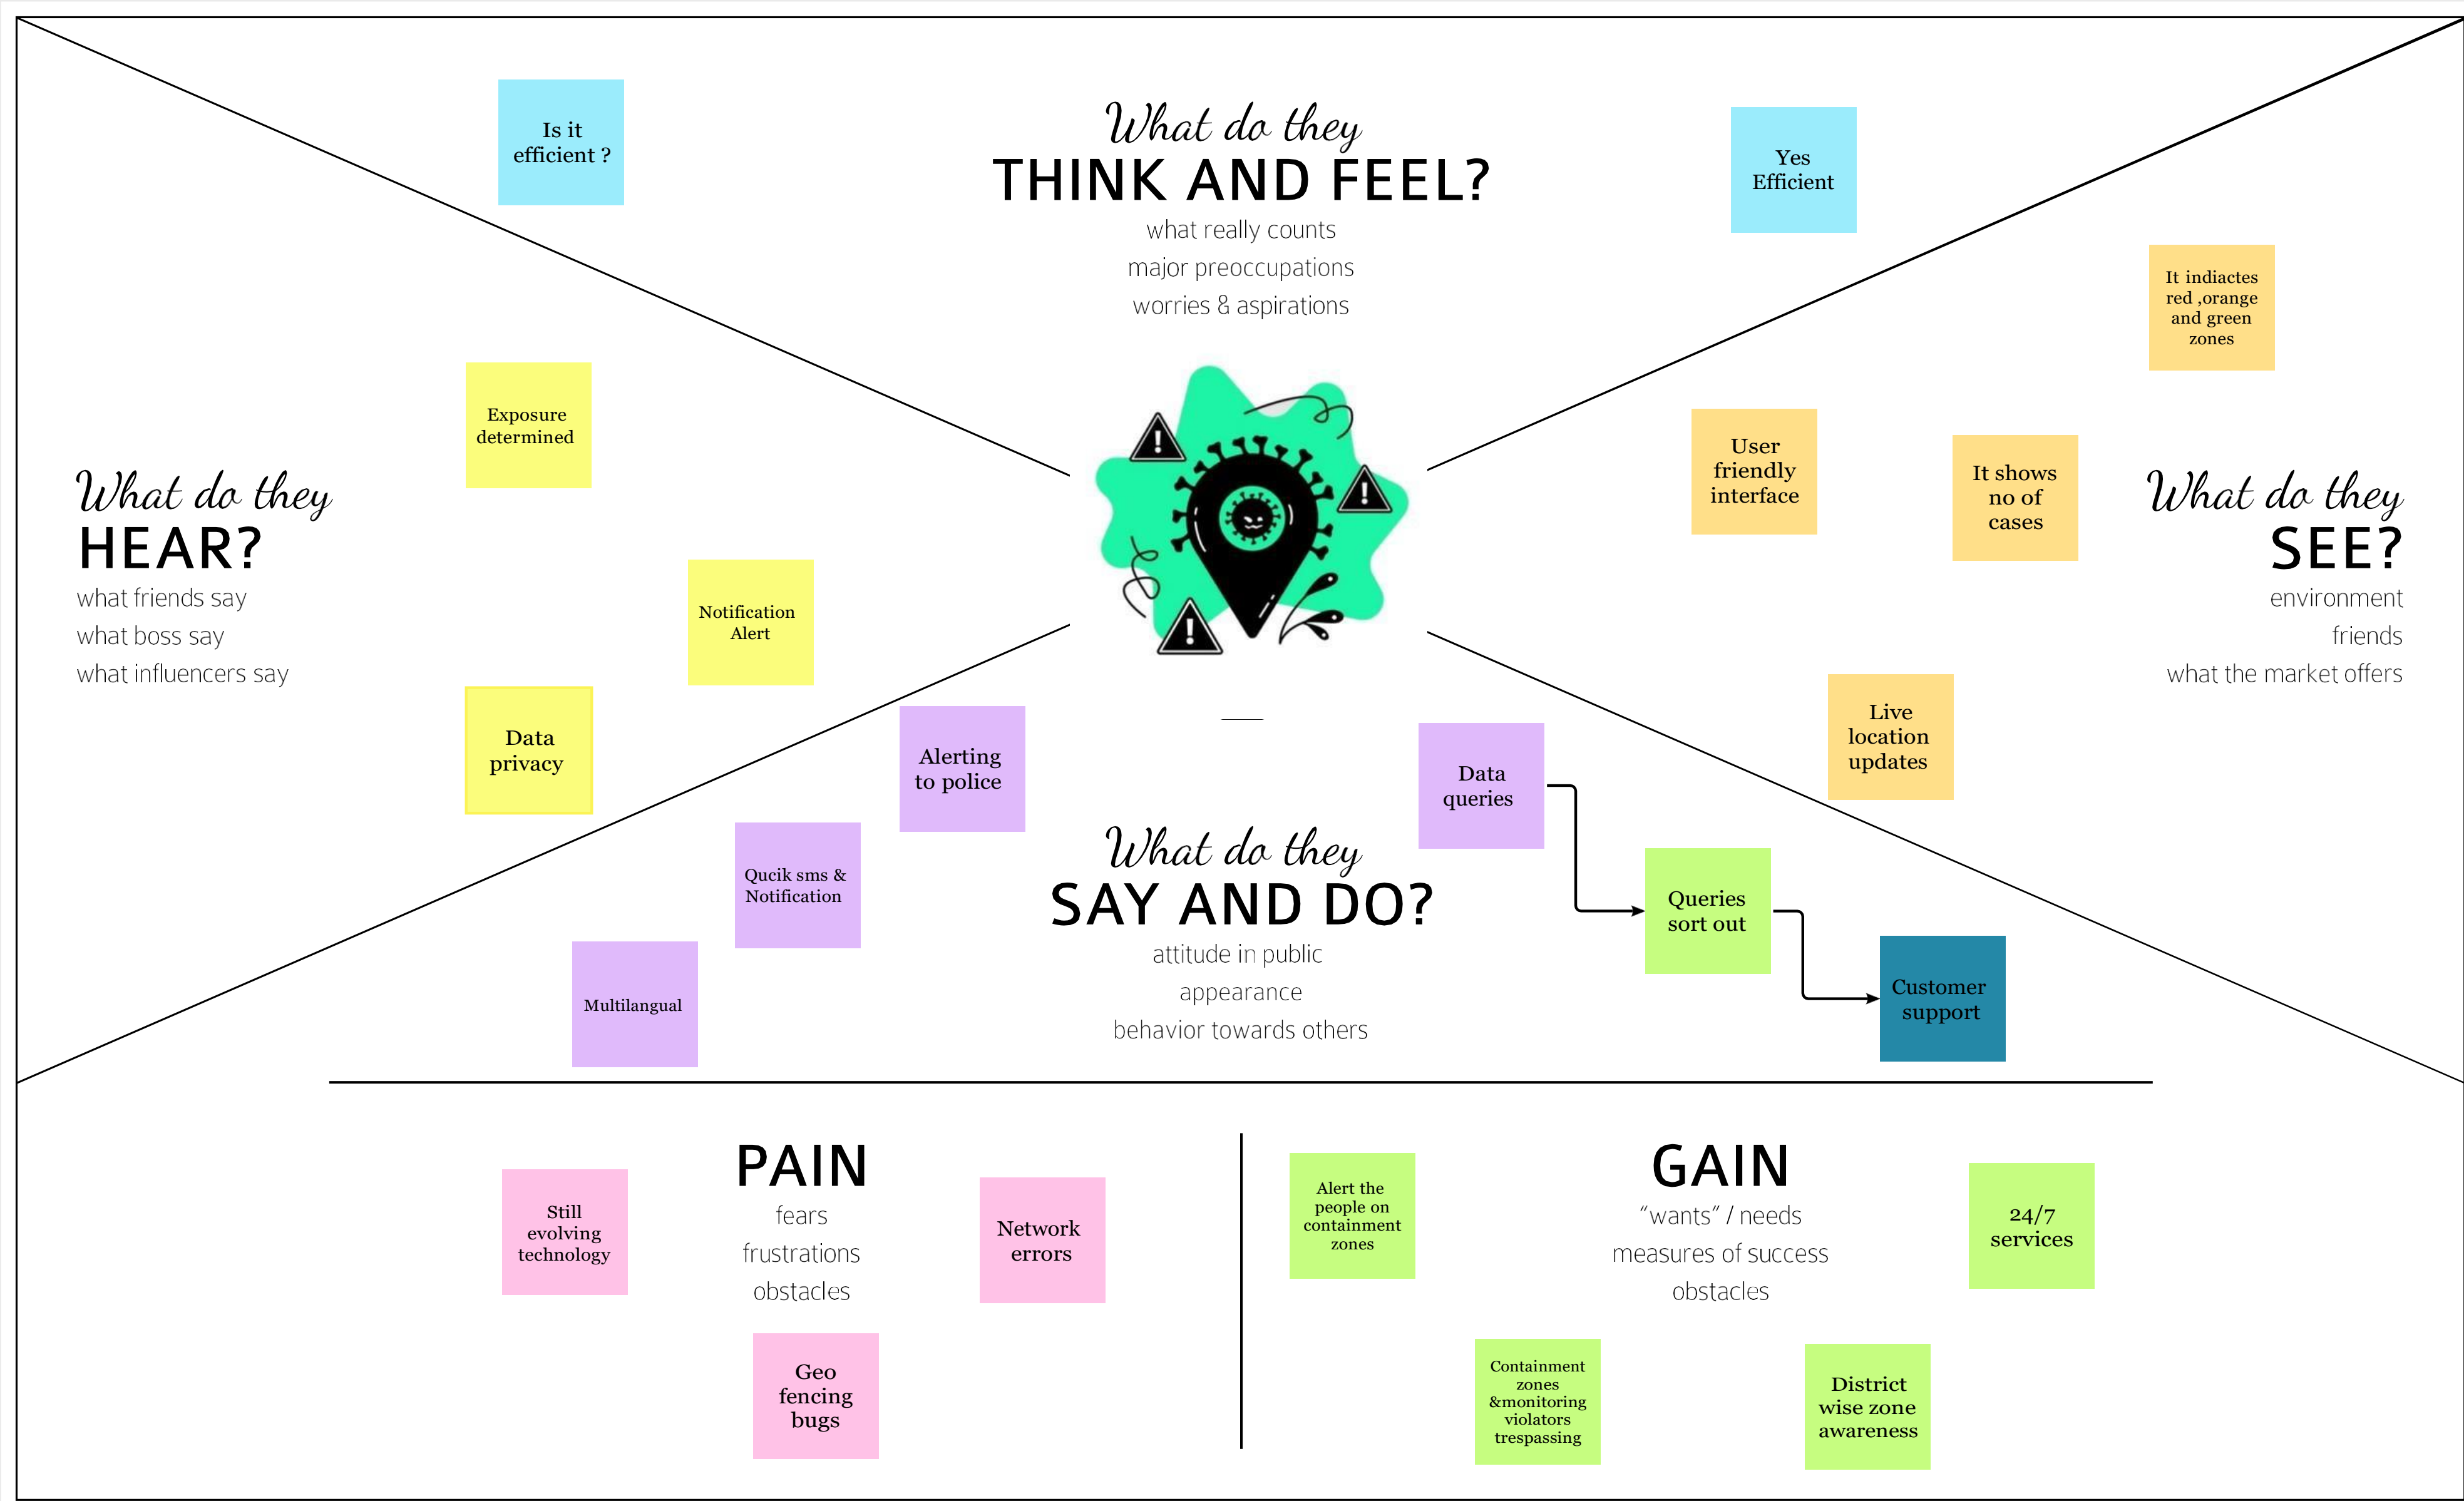 Is it
efficient ?
What do they
THINK AND FEEL?
what really counts
major preoccupations
worries & aspirations
Yes
Efficient
What do they
HEAR?
what friends say
what boss say
what influencers say
Exposure
determined
Notification
Alert
Data
privacy
User
friendly
interface
It shows
no of
cases
It indiactes
red ,orange
and green
zones
Live
location
updates
What do they
SEE?
environment
friends
what the market offers
Alerting
to police
Qucik sms &
Notification
Multilangual
What do they
SAY AND DO?
attitude in public
appearance
behavior towards others
Data
queries
Queries
sort out
Customer
support
PAIN
fears
frustrations
obstacles
Still
evolving
technology
Network
errors
Geo
fencing
bugs
GAIN
“wants” / needs
measures of success
obstacles
Alert the
people on
containment
zones
24/7
services
Containment
zones
&monitoring
violators
trespassing
District
wise zone
awareness